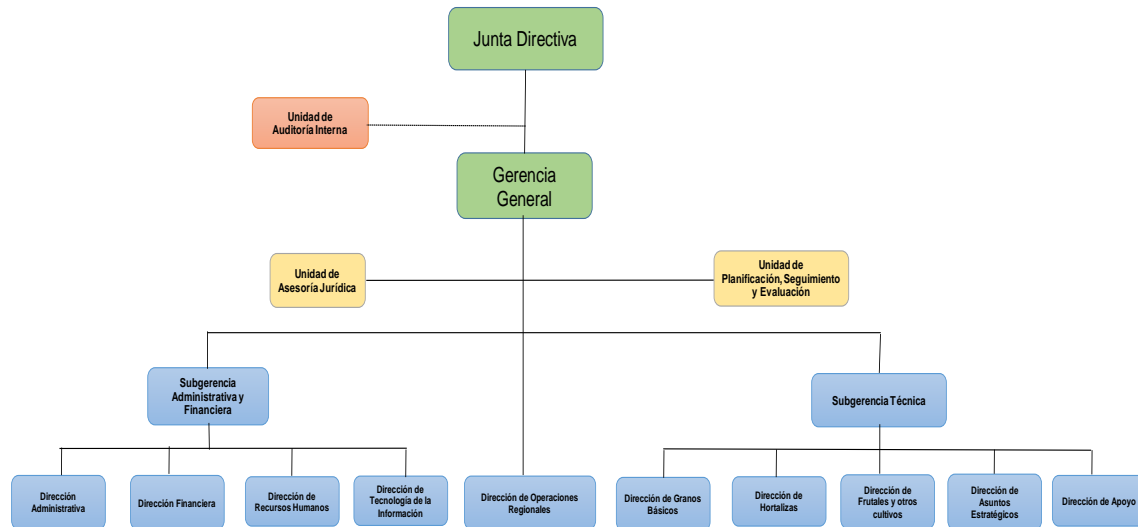 Junta Directiva
Unidad de
Auditoría Interna
Gerencia
General
Unidad de
Asesoría Jurídica
Unidad de
Planificación, Seguimiento
y Evaluación
Subgerencia
Administrativa y
Financiera
Subgerencia Técnica
Dirección
Administrativa
Dirección Financiera
Dirección de
Recursos Humanos
Dirección de
Tecnología de la
Información
Dirección de Operaciones
Regionales
Dirección de Granos
Básicos
Dirección de
Hortalizas
Dirección de
Frutales y otros
cultivos
Dirección de
Asuntos
Estratégicos
Dirección de Apoyo